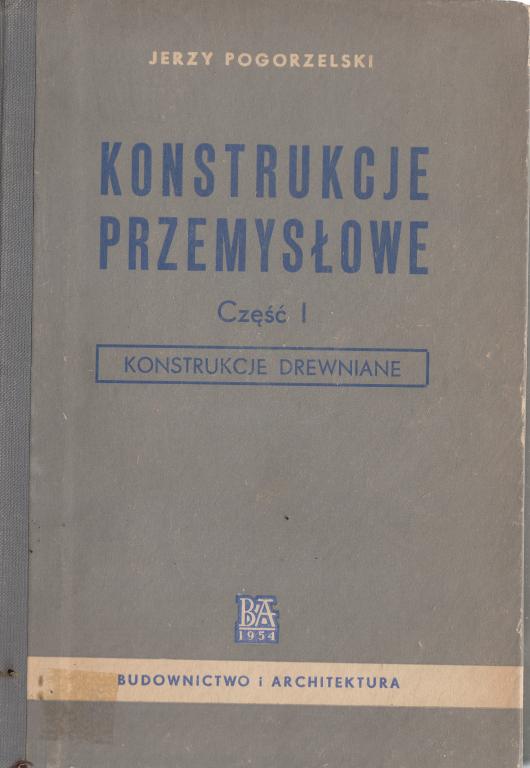 JERZY POGORZELSKI
KONSTRUKCJE
PRZEMYSŁOWE
Część I
KONSTRUKCJE DREWNIANE
BA
1954
BUDOWNICTWO i ARCHITEKTURA